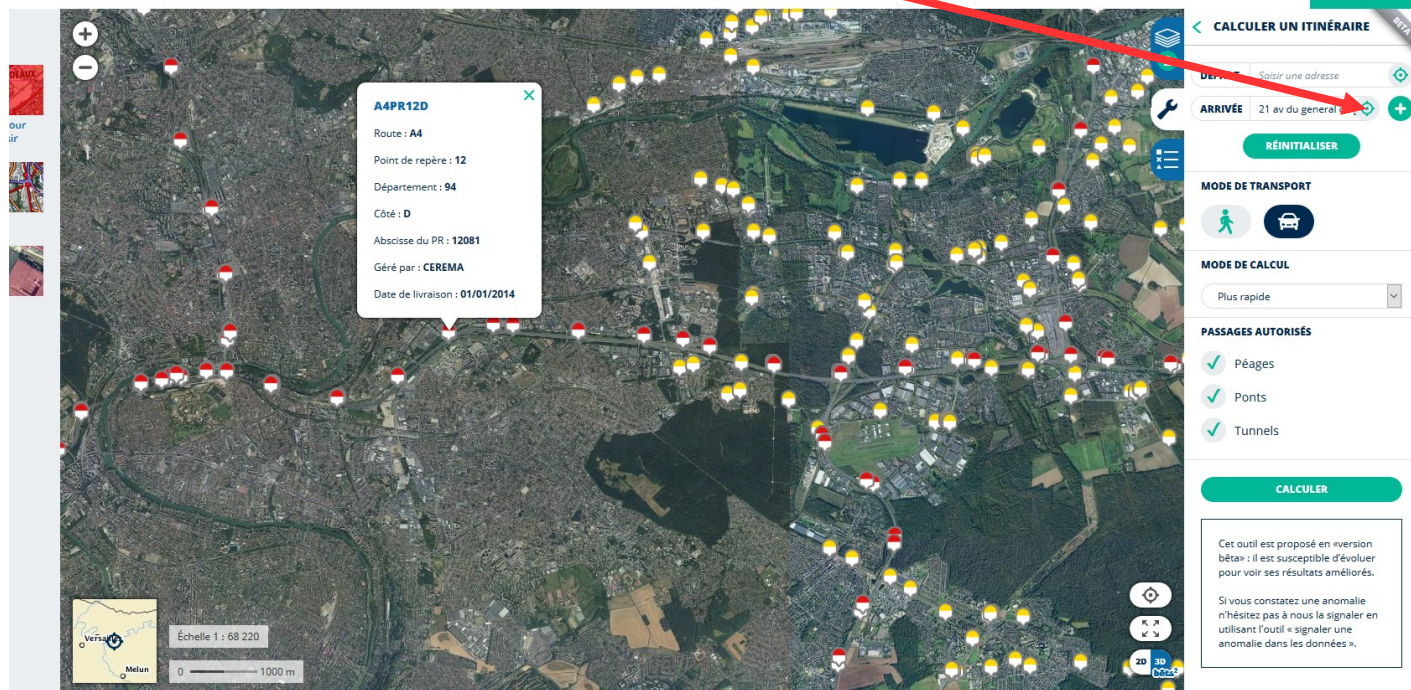 DEAUX
our
sir
A4PR12D
Route : A4
Point de repère : 12
Département : 94
Côté : D
Abscisse du PR : 12081
Géré par : CEREMA
Date de livraison : 01/01/2014
Versailles
Melun
Échelle 1 : 68 220
0 1000 m
2D 3D
bêta
BETA
CALCULER UN ITINÉRAIRE
DÉPART Saisir une adresse
ARRIVÉE 21 av du general
RÉINITIALISER
MODE DE TRANSPORT
MODE DE CALCUL
Plus rapide
PASSAGES AUTORISÉS
Péages
Ponts
Tunnels
CALCULER
Cet outil est proposé en «version
bêta» : il est susceptible d'évoluer
pour voir ses résultats améliorés.
Si vous constatez une anomalie
n'hésitez pas à nous la signaler en
utilisant l'outil « signaler une
anomalie dans les données ».